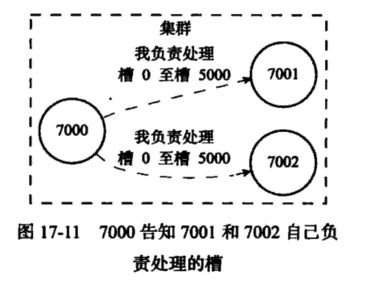 集群
我负责处理
槽 0 至槽 5000
7001
7000
我负责处理
槽 0 至槽 5000
7002
图 17-11 7000 告知 7001 和 7002 自己负
责处理的槽